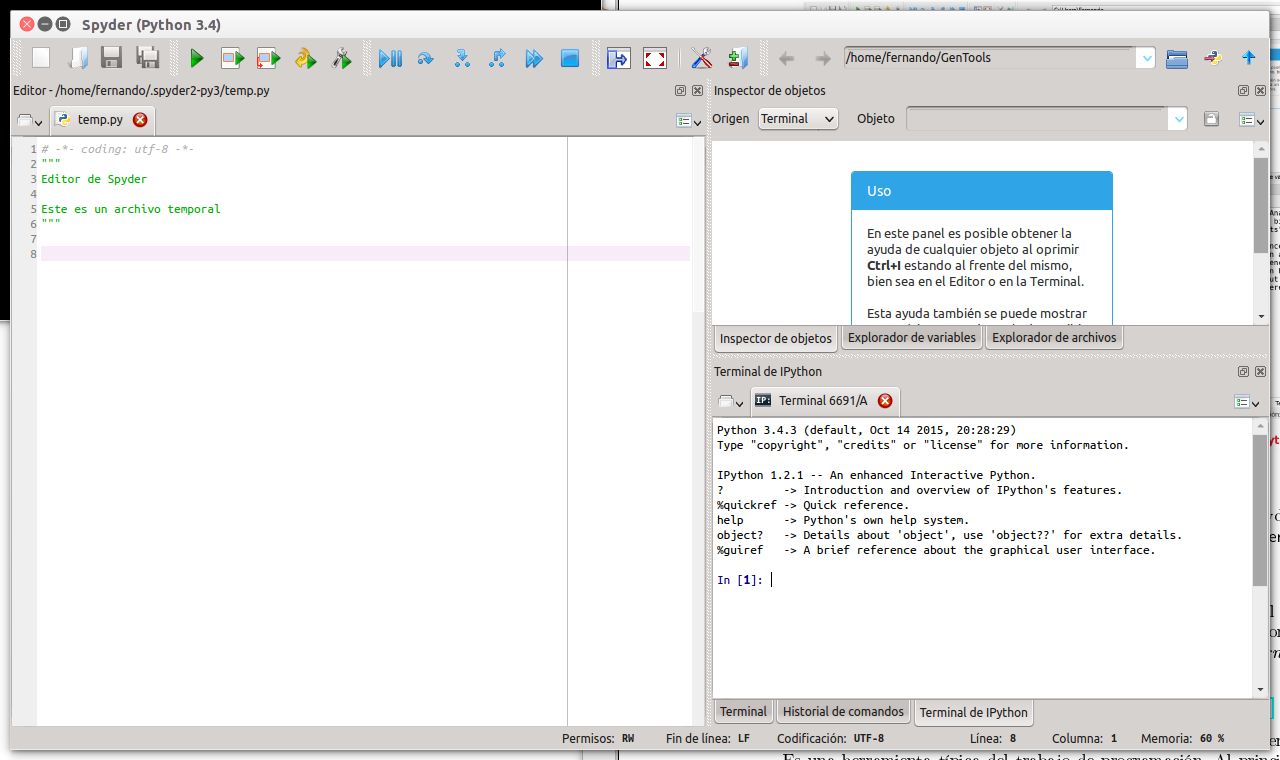 Spyder (Python 3.4)
/home/fernando/GenTools
Editor - /home/fernando/.spyder2-py3/temp.py
temp.py
1 # -*- coding: utf-8 -*-
2 """
3 Editor de Spyder
4
5 Este es un archivo temporal
6 """
7
8
Inspector de objetos
Origen Terminal Objeto
Uso
En este panel es posible obtener la
ayuda de cualquier objeto al oprimir
Ctrl+I estando al frente del mismo,
bien sea en el Editor o en la Terminal.
Esta ayuda también se puede mostrar
Inspector de objetos Explorador de variables Explorador de archivos
Terminal de IPython
IP: Terminal 6691/A
Python 3.4.3 (default, Oct 14 2015, 20:28:29)
Type "copyright", "credits" or "license" for more information.
IPython 1.2.1 -- An enhanced Interactive Python.
? -> Introduction and overview of IPython's features.
%quickref -> Quick reference.
help -> Python's own help system.
object? -> Details about 'object', use 'object??' for extra details.
%guiref -> A brief reference about the graphical user interface.
In [1]:
Terminal Historial de comandos Terminal de IPython
Permisos: RW Fin de línea: LF Codificación: UTF-8 Línea: 8 Columna: 1 Memoria: 60 %
Es una herramienta típica del trabajo de programación. Al princi